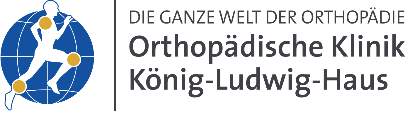 DIE GANZE WELT DER ORTHOPÄDIE
Orthopädische Klinik
König-Ludwig-Haus